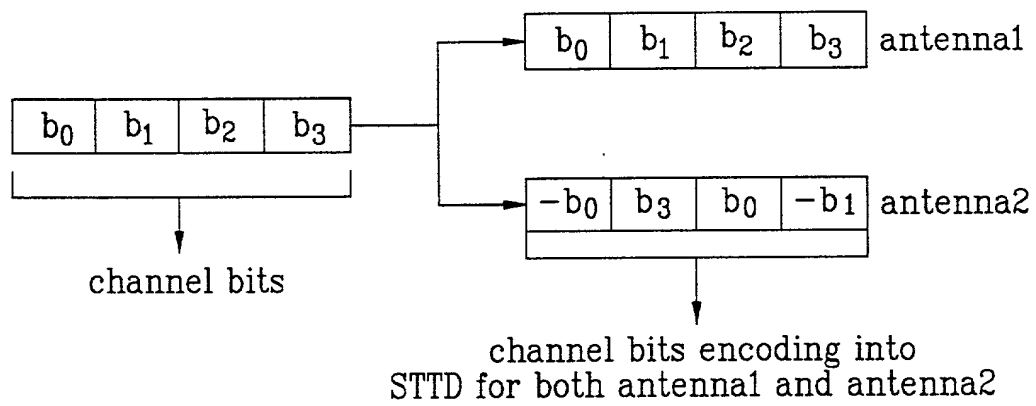 b0 b1 b2 b3 antenna1
b0 b1 b2 b3
-b0 b3 b0 -b1 antenna2
channel bits
channel bits encoding into
STTD for both antenna1 and antenna2